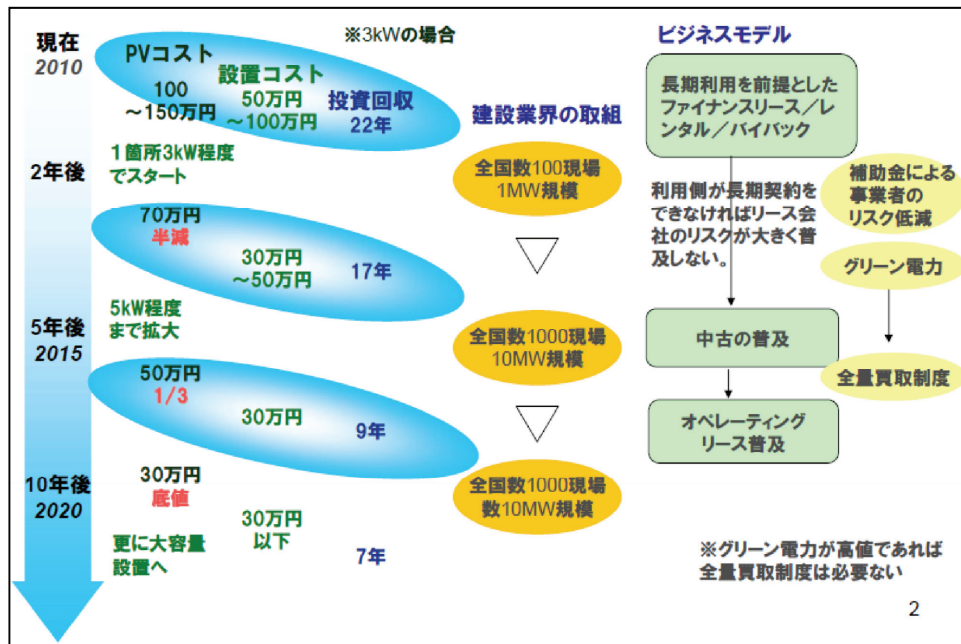 現在
2010
※3kWの場合
PVコスト
100
～150万円
設置コスト
50万円
～100万円
投資回収
22年
2年後
1箇所3kW程度
でスタート
70万円
半減
30万円
～50万円
17年
5年後
2015
5kW程度
まで拡大
50万円
1/3
30万円
9年
10年後
2020
30万円
底値
30万円
以下
7年
更に大容量
設置へ
建設業界の取組
全国数100現場
1MW規模
全国数1000現場
10MW規模
全国数1000現場
数10MW規模
ビジネスモデル
長期利用を前提とした
ファイナンスリース／レ
ンタル／バイバック
利用側が長期契約を
できなければリース会
社のリスクが大きく普
及しない。
補助金による
事業者の
リスク低減
グリーン電力
中古の普及
全量買取制度
オペレーティング
リース普及
※グリーン電力が高値であれば
全量買取制度は必要ない
2